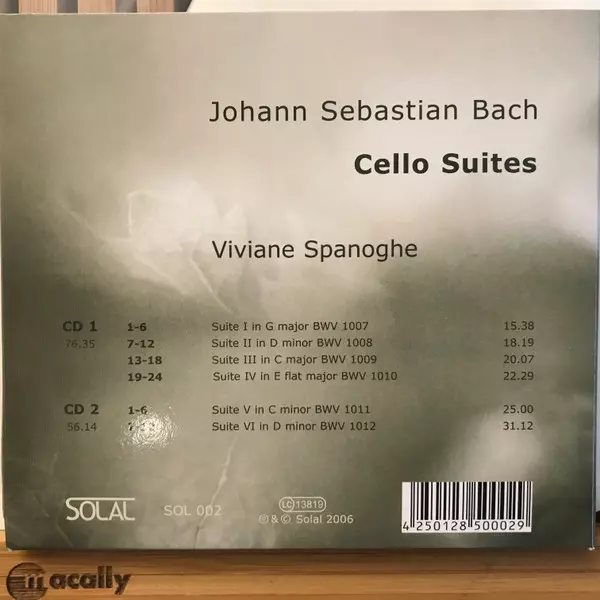 Johann Sebastian Bach
Cello Suites
Viviane Spanoghe
CD 1 1-6 Suite I in G major BWV 1007 15.38
76.35 7-12 Suite II in D minor BWV 1008 18.19
13-18 Suite III in C major BWV 1009 20.07
19-24 Suite IV in E flat major BWV 1010 22.29
CD 2 1-6 Suite V in C minor BWV 1011 25.00
56.14 Suite VI in D minor BWV 1012 31.12
SOLAL SOL 002 LC 13819
℗ & © Solal 2006
4 250128 500029
macally